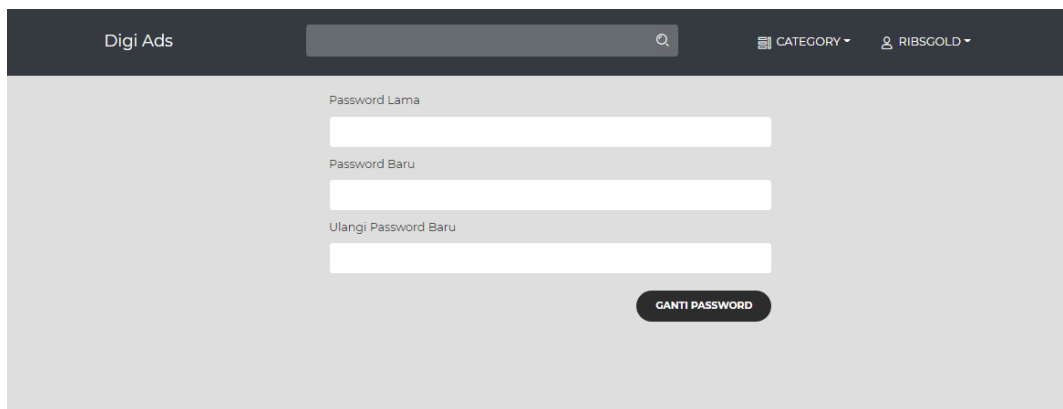 Digi Ads
CATEGORY
RIBSGOLD
Password Lama
Password Baru
Ulangi Password Baru
GANTI PASSWORD